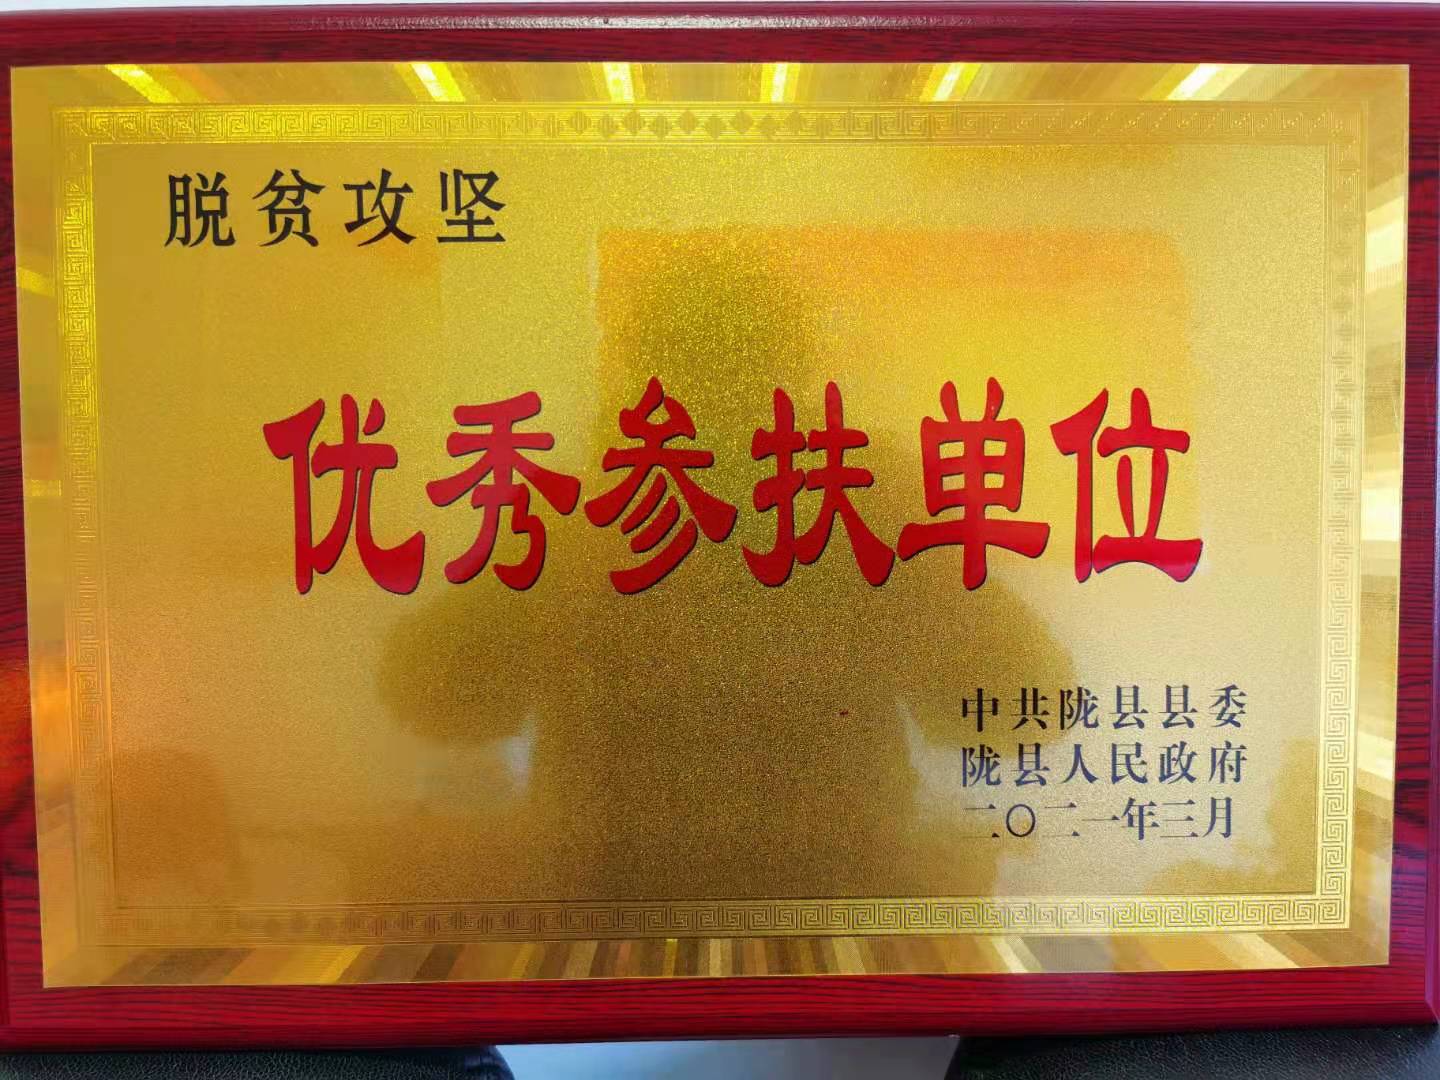 脱贫攻坚
优秀参扶单位
中共陇县县委
陇县人民政府
二〇二一年三月